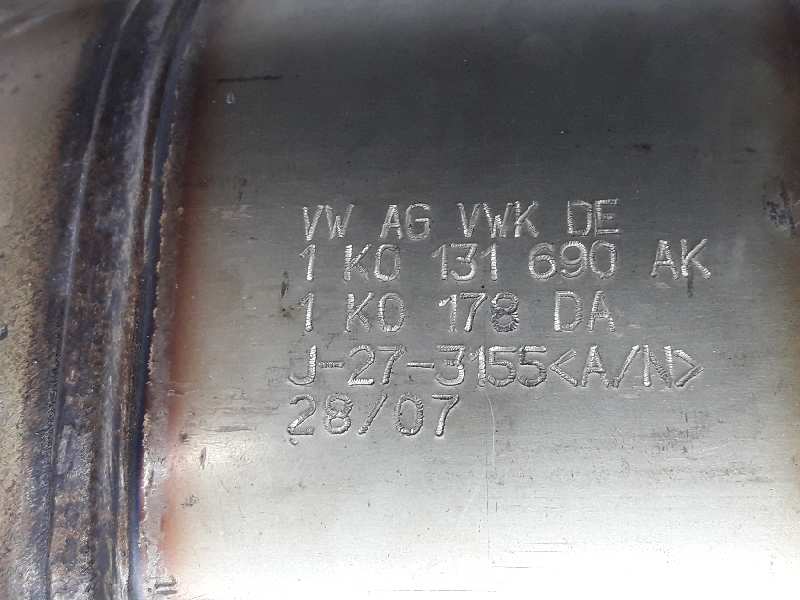 VW AG VWK DE
1 K0 131 690 AK
1 K0 178 DA
J-27-3155<A/N>
28/07